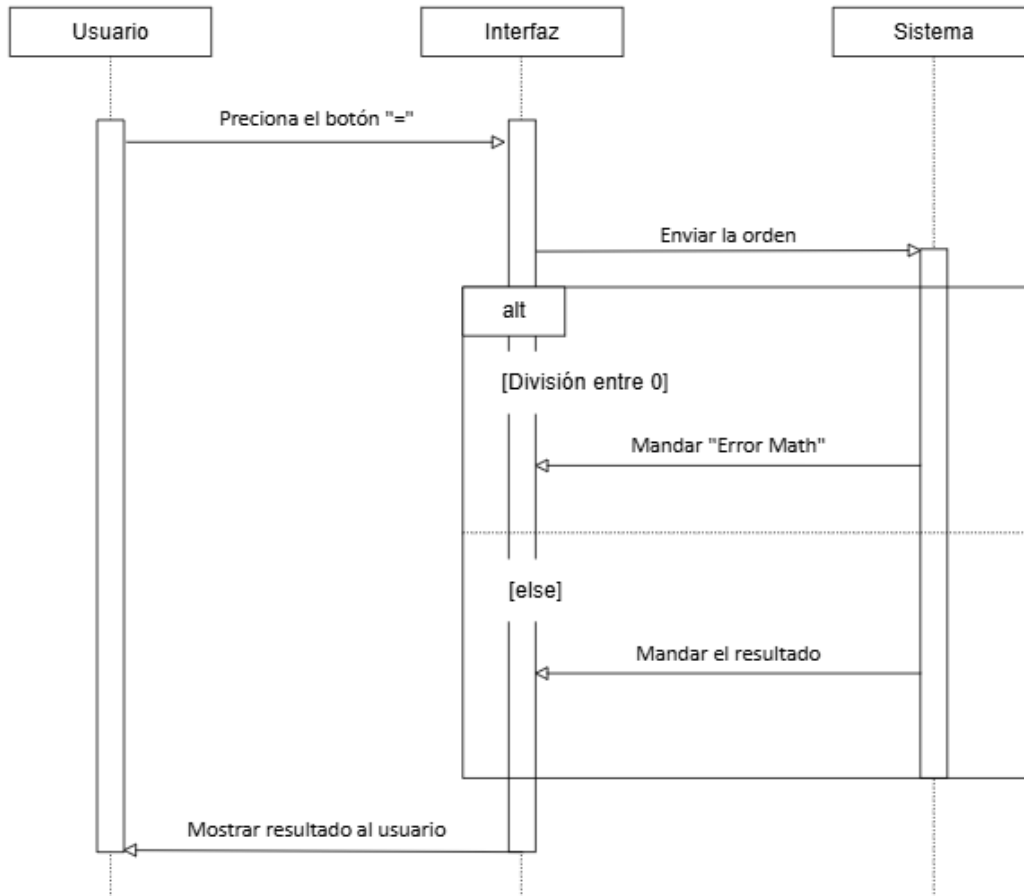 Usuario
Interfaz
Sistema
Preciona el botón "="
Enviar la orden
alt
[División entre 0]
Mandar "Error Math"
[else]
Mandar el resultado
Mostrar resultado al usuario